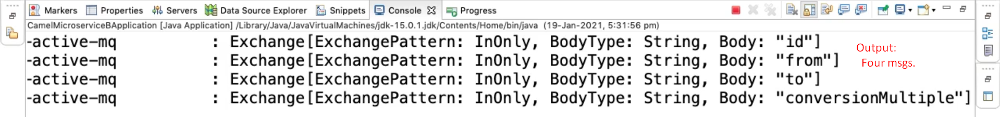 Markers Properties Servers Data Source Explorer Snippets Console Progress
CamelMicroserviceBApplication [Java Application] /Library/Java/JavaVirtualMachines/jdk-15.0.1.jdk/Contents/Home/bin/java (19-Jan-2021, 5:31:56 pm)
-active-mq : Exchange[ExchangePattern: InOnly, BodyType: String, Body: "id"]
Output:
-active-mq : Exchange[ExchangePattern: InOnly, BodyType: String, Body: "from"]
Four msgs.
-active-mq : Exchange[ExchangePattern: InOnly, BodyType: String, Body: "to"]
-active-mq : Exchange[ExchangePattern: InOnly, BodyType: String, Body: "conversionMultiple"]